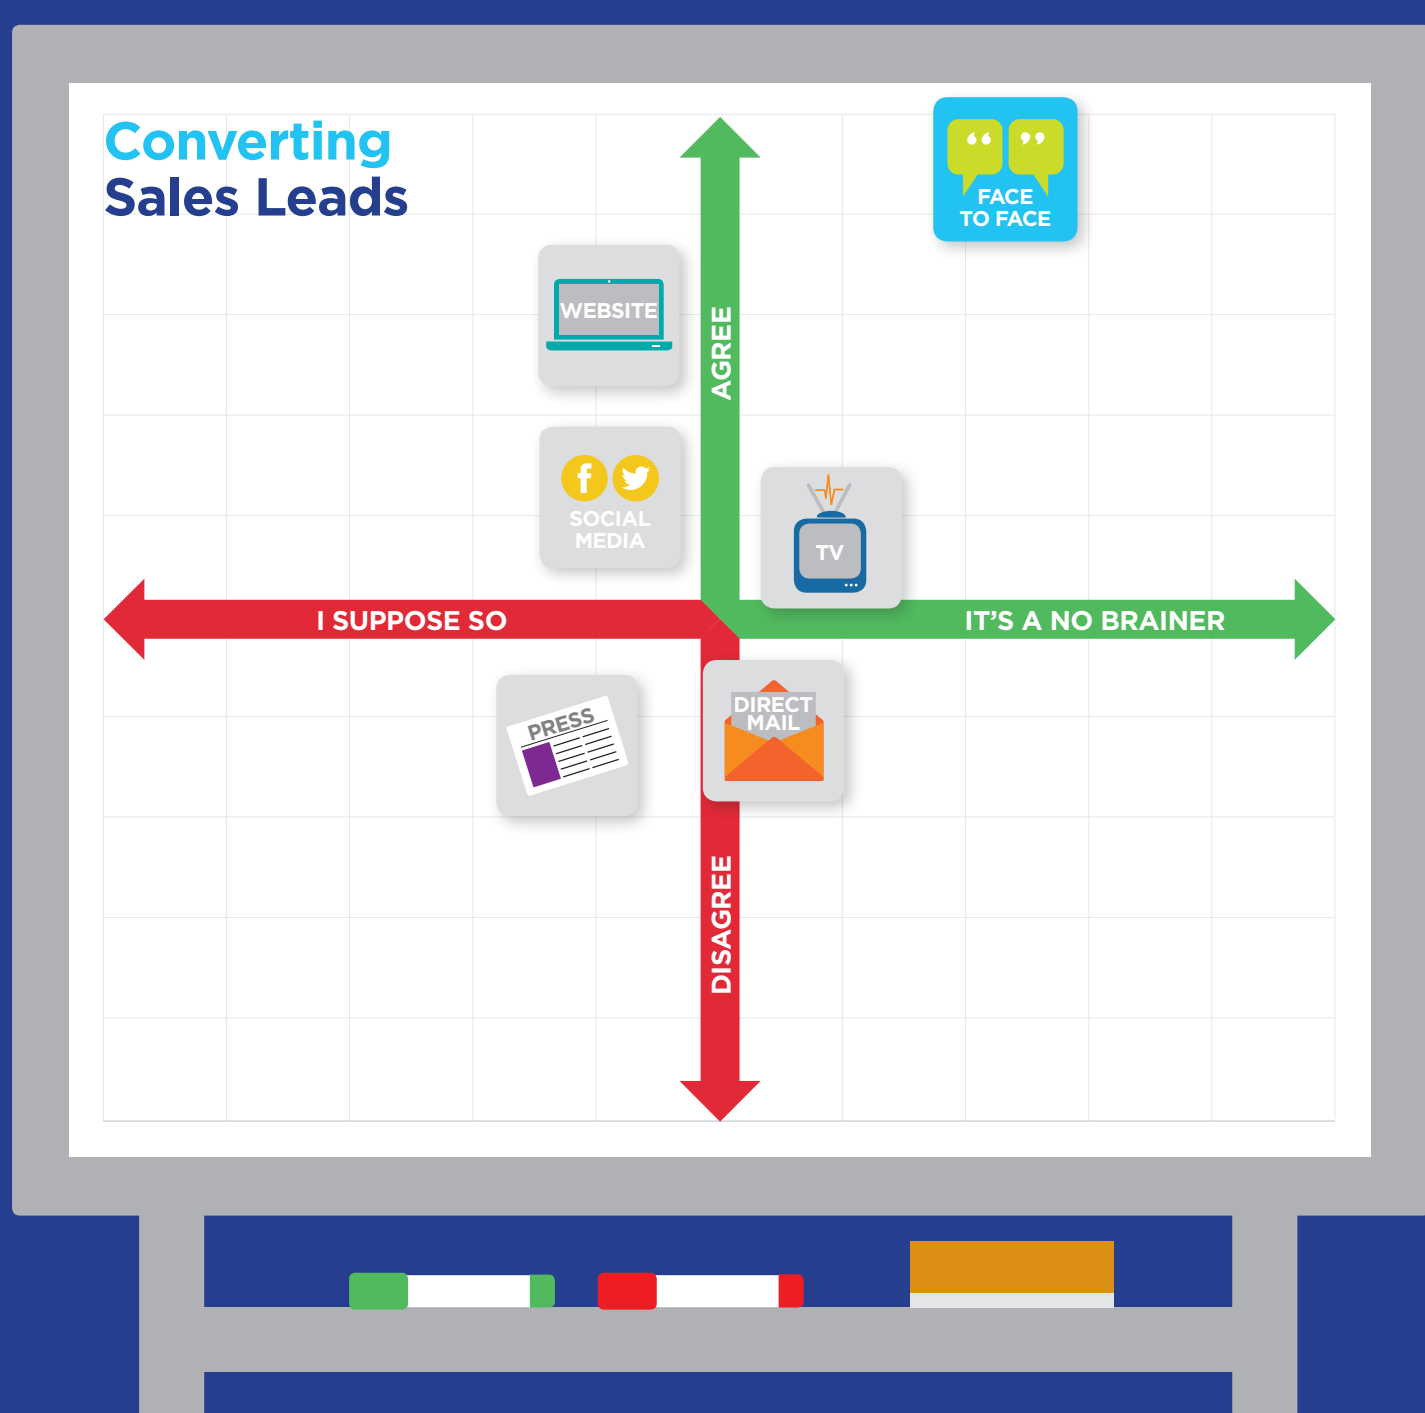 Converting
Sales Leads
“ ”
FACE
TO FACE
WEBSITE
AGREE
SOCIAL
MEDIA
TV
I SUPPOSE SO
IT’S A NO BRAINER
PRESS
DIRECT
MAIL
DISAGREE